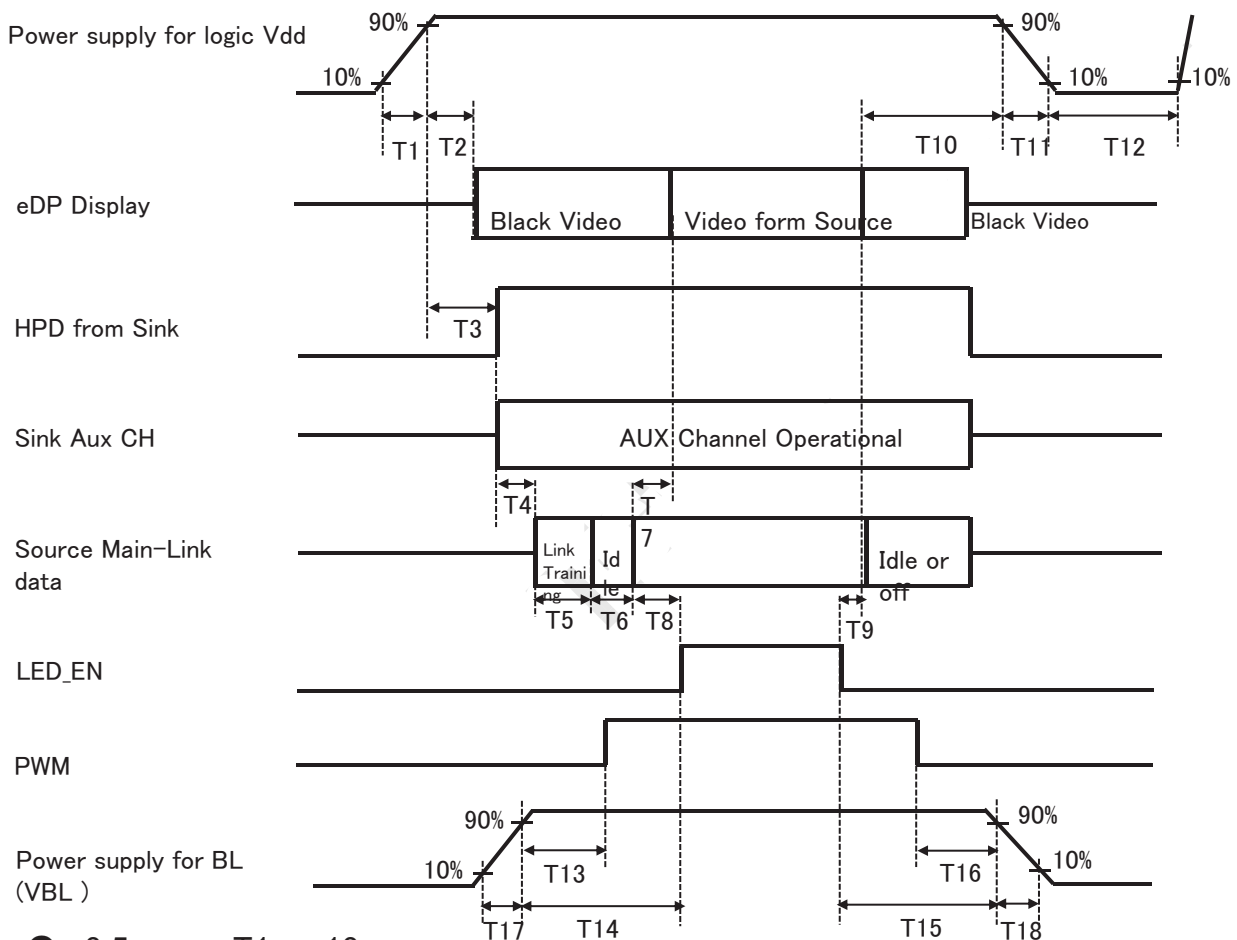 Power supply for logic Vdd
90%
90%
10%
10%
10%
T1
T2
T10
T11
T12
eDP Display
Black Video
Video form Source
Black Video
HPD from Sink
T3
Sink Aux CH
AUX Channel Operational
T4
T
7
Source Main-Link
data
Link
Traini
ng
Id
le
Idle or
off
T5
T6
T8
T9
LED_EN
PWM
90%
90%
Power supply for BL
(VBL )
10%
10%
T13
T16
T17
T14
T15
T18